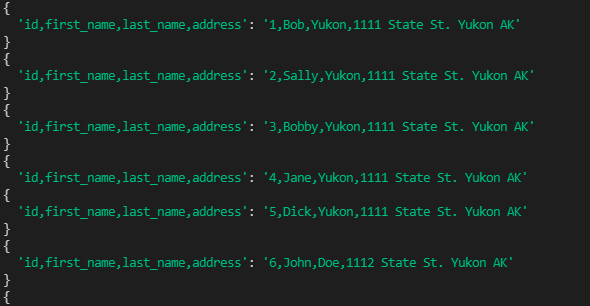 {
'id,first_name,last_name,address': '1,Bob,Yukon,1111 State St. Yukon AK'
}
{
'id,first_name,last_name,address': '2,Sally,Yukon,1111 State St. Yukon AK'
}
{
'id,first_name,last_name,address': '3,Bobby,Yukon,1111 State St. Yukon AK'
}
{
'id,first_name,last_name,address': '4,Jane,Yukon,1111 State St. Yukon AK'
{
'id,first_name,last_name,address': '5,Dick,Yukon,1111 State St. Yukon AK'
}
{
'id,first_name,last_name,address': '6,John,Doe,1112 State St. Yukon AK'
}
{